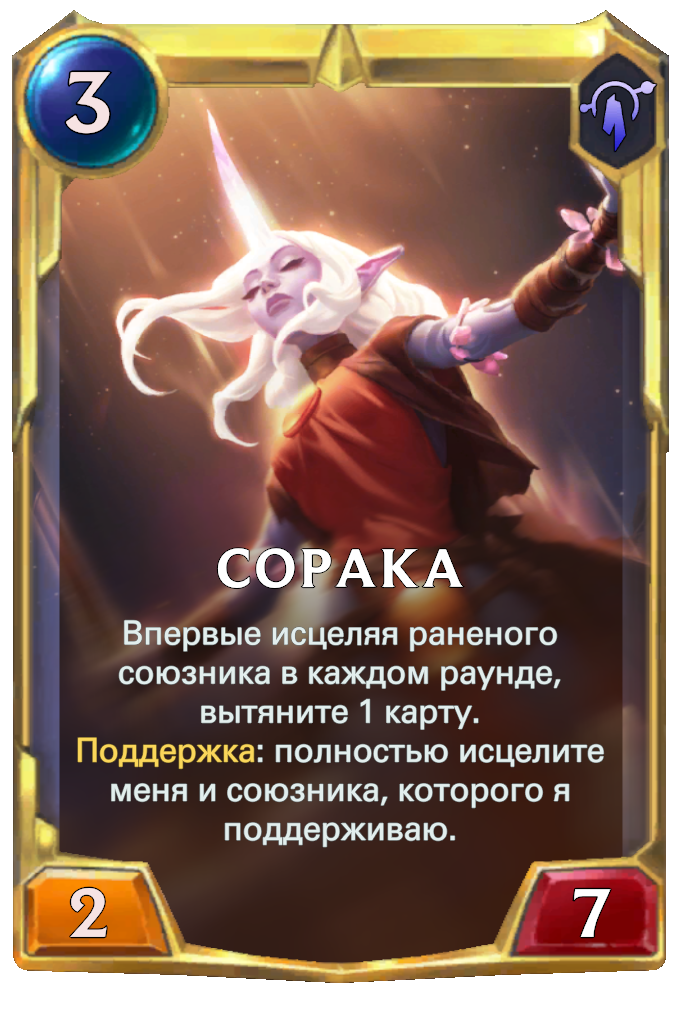 3
СОРАКА
Впервые исцеляя раненого
союзника в каждом раунде,
вытяните 1 карту.
Поддержка: полностью исцелите
меня и союзника, которого я
поддерживаю.
2
7